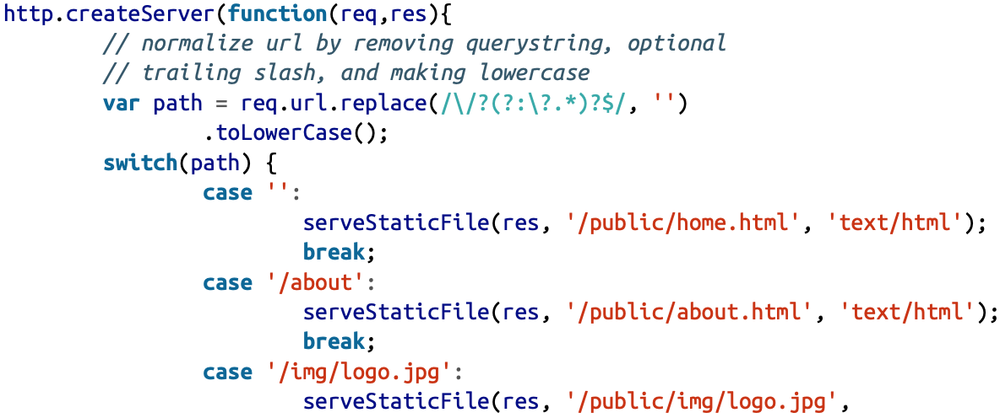 http.createServer(function(req,res){
// normalize url by removing querystring, optional
// trailing slash, and making lowercase
var path = req.url.replace(/\/?(?:\?.*)?$/, '')
.toLowerCase();
switch(path) {
case '':
serveStaticFile(res, '/public/home.html', 'text/html');
break;
case '/about':
serveStaticFile(res, '/public/about.html', 'text/html');
break;
case '/img/logo.jpg':
serveStaticFile(res, '/public/img/logo.jpg',